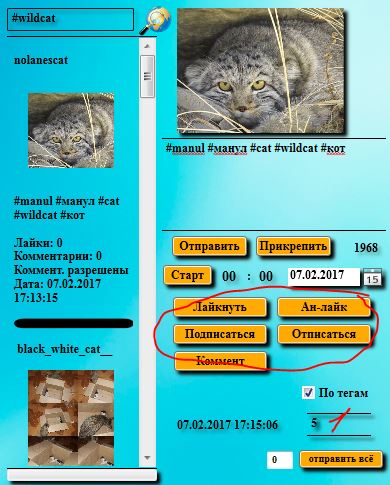 #wildcat
nolanescat
#manul #манул #cat
#wildcat #кот
Лайки: 0
Комментарии: 0
Коммент. разрешены
Дата: 07.02.2017
17:13:15
black_white_cat__
#manul #манул #cat #wildcat #кот
Отправить Прикрепить 1968
Старт 00 : 00 07.02.2017 15
Лайкнуть Ан-лайк
Подписаться Отписаться
Коммент
По тегам
07.02.2017 17:15:06 5
0 отправить всё